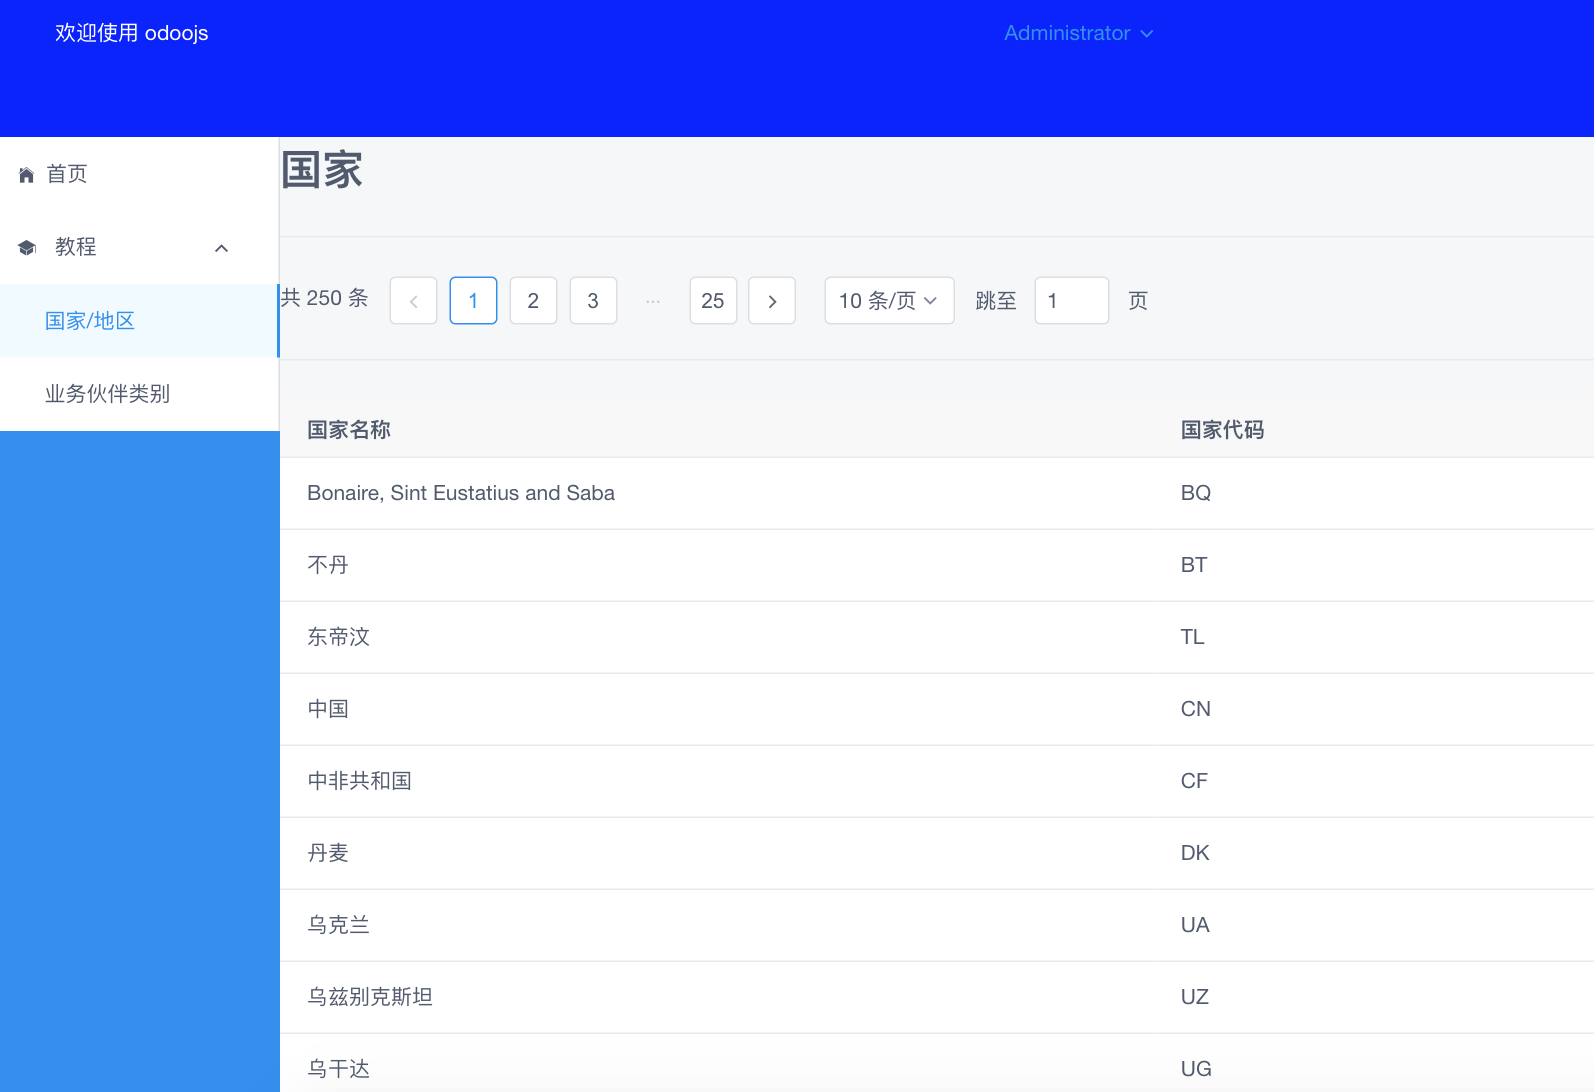 欢迎使用 odoojs
Administrator
首页
教程
国家/地区
业务伙伴类别
国家
共 250 条 1 2 3 ··· 25 10 条/页 跳至 1 页
国家名称 国家代码
Bonaire, Sint Eustatius and Saba BQ
不丹 BT
东帝汶 TL
中国 CN
中非共和国 CF
丹麦 DK
乌克兰 UA
乌兹别克斯坦 UZ
乌干达 UG